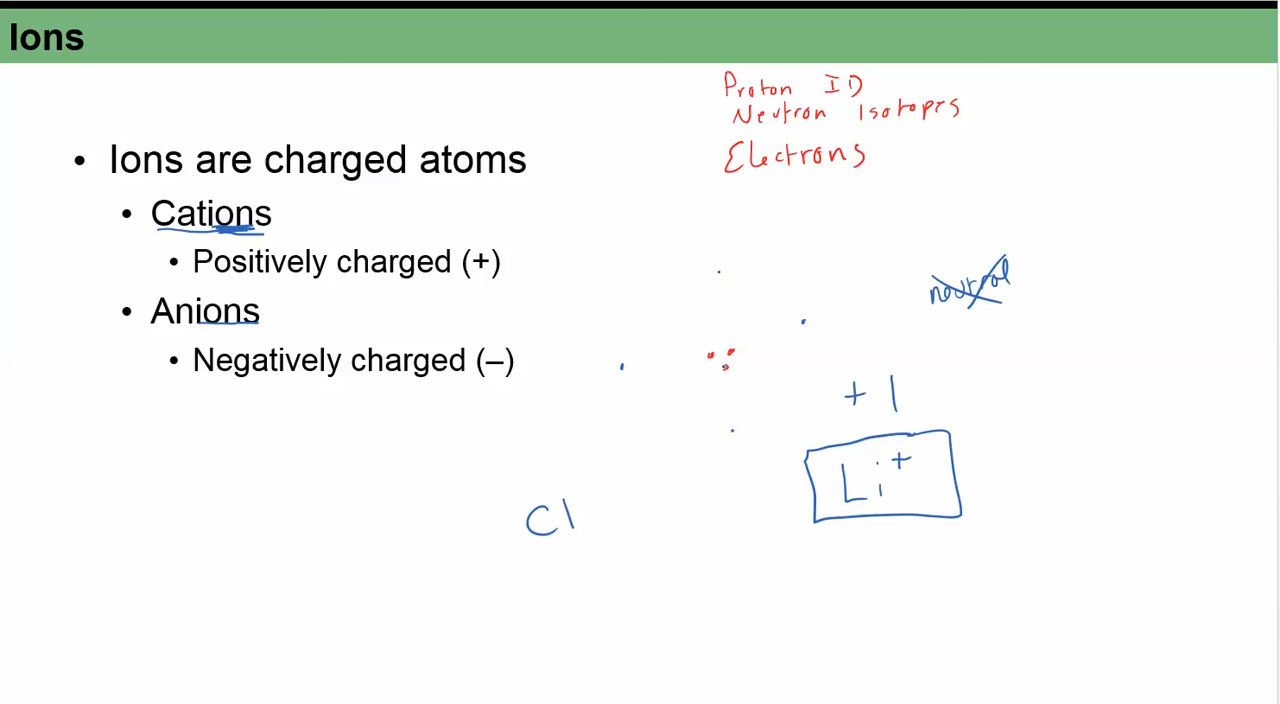 Ions
Proton ID
Neutron Isotopes
Electrons
• Ions are charged atoms
• Cations
• Positively charged (+)
neutral
• Anions
• Negatively charged (–)
+ 1
Li+
Cl